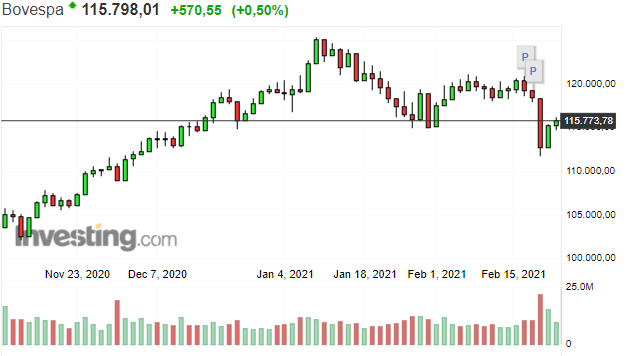 Bovespa 115.798,01 +570,55 (+0,50%)
P
P
120.000,00
115.773,78
110.000,00
105.000,00
100.000,00
Investing.com
Nov 23, 2020 Dec 7, 2020 Jan 4, 2021 Jan 18, 2021 Feb 1, 2021 Feb 15, 2021
25.0M
0